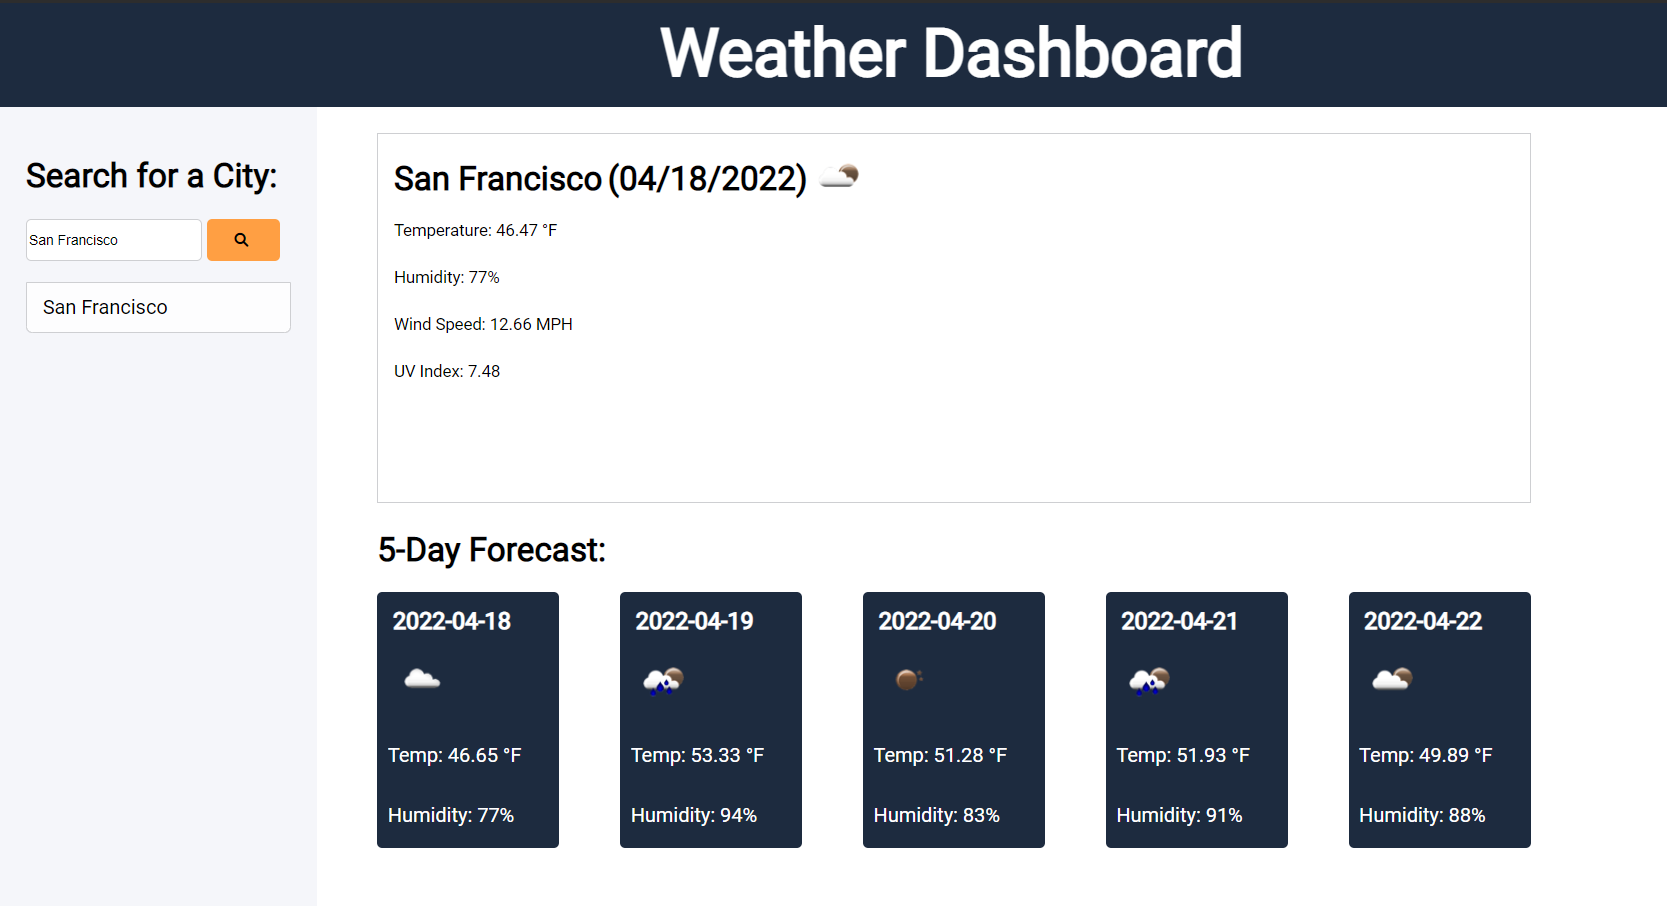 Weather Dashboard
Search for a City:
San Francisco
San Francisco
San Francisco (04/18/2022)
Temperature: 46.47 °F
Humidity: 77%
Wind Speed: 12.66 MPH
UV Index: 7.48
5-Day Forecast:
2022-04-18
Temp: 46.65 °F
Humidity: 77%
2022-04-19
Temp: 53.33 °F
Humidity: 94%
2022-04-20
Temp: 51.28 °F
Humidity: 83%
2022-04-21
Temp: 51.93 °F
Humidity: 91%
2022-04-22
Temp: 49.89 °F
Humidity: 88%